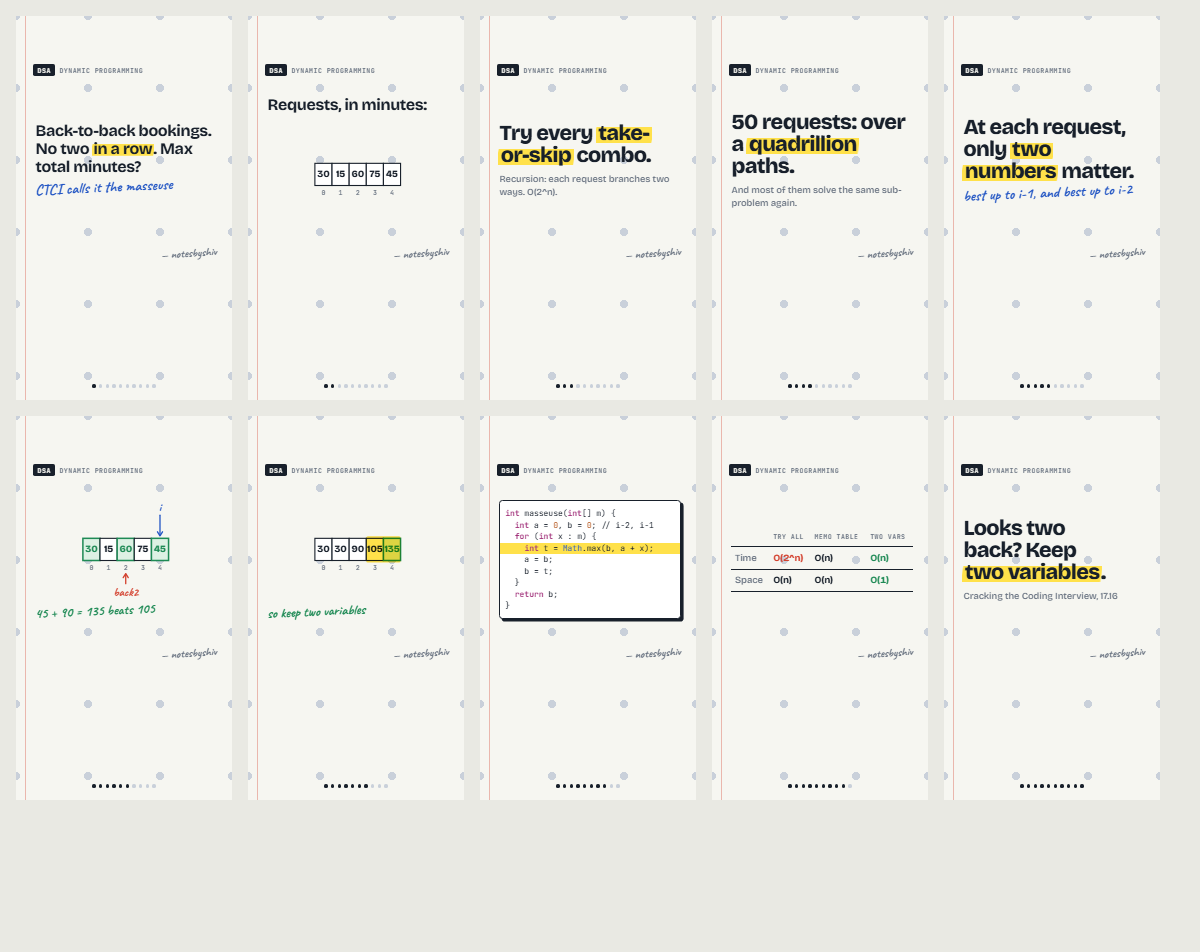 DSA DYNAMIC PROGRAMMING
Back-to-back bookings.
No two in a row. Max
total minutes?
CTCI calls it the masseuse
— notesbyshiv
DSA DYNAMIC PROGRAMMING
Requests, in minutes:
30 15 60 75 45
0 1 2 3 4
— notesbyshiv
DSA DYNAMIC PROGRAMMING
Try every take-
or-skip combo.
Recursion: each request branches two
ways. O(2^n).
— notesbyshiv
DSA DYNAMIC PROGRAMMING
50 requests: over
a quadrillion
paths.
And most of them solve the same sub-
problem again.
— notesbyshiv
DSA DYNAMIC PROGRAMMING
At each request,
only two
numbers matter.
best up to i-1, and best up to i-2
— notesbyshiv
DSA DYNAMIC PROGRAMMING
i
30 15 60 75 45
0 1 2 3 4
back2
45 + 90 = 135 beats 105
— notesbyshiv
DSA DYNAMIC PROGRAMMING
30 30 90 105 135
0 1 2 3 4
so keep two variables
— notesbyshiv
DSA DYNAMIC PROGRAMMING
int masseuse(int[] m) {
int a = 0, b = 0; // i-2, i-1
for (int x : m) {
int t = Math.max(b, a + x);
a = b;
b = t;
}
return b;
}
— notesbyshiv
DSA DYNAMIC PROGRAMMING
TRY ALL MEMO TABLE TWO VARS
Time O(2^n) O(n) O(n)
Space O(n) O(n) O(1)
— notesbyshiv
DSA DYNAMIC PROGRAMMING
Looks two
back? Keep
two variables.
Cracking the Coding Interview, 17.16
— notesbyshiv